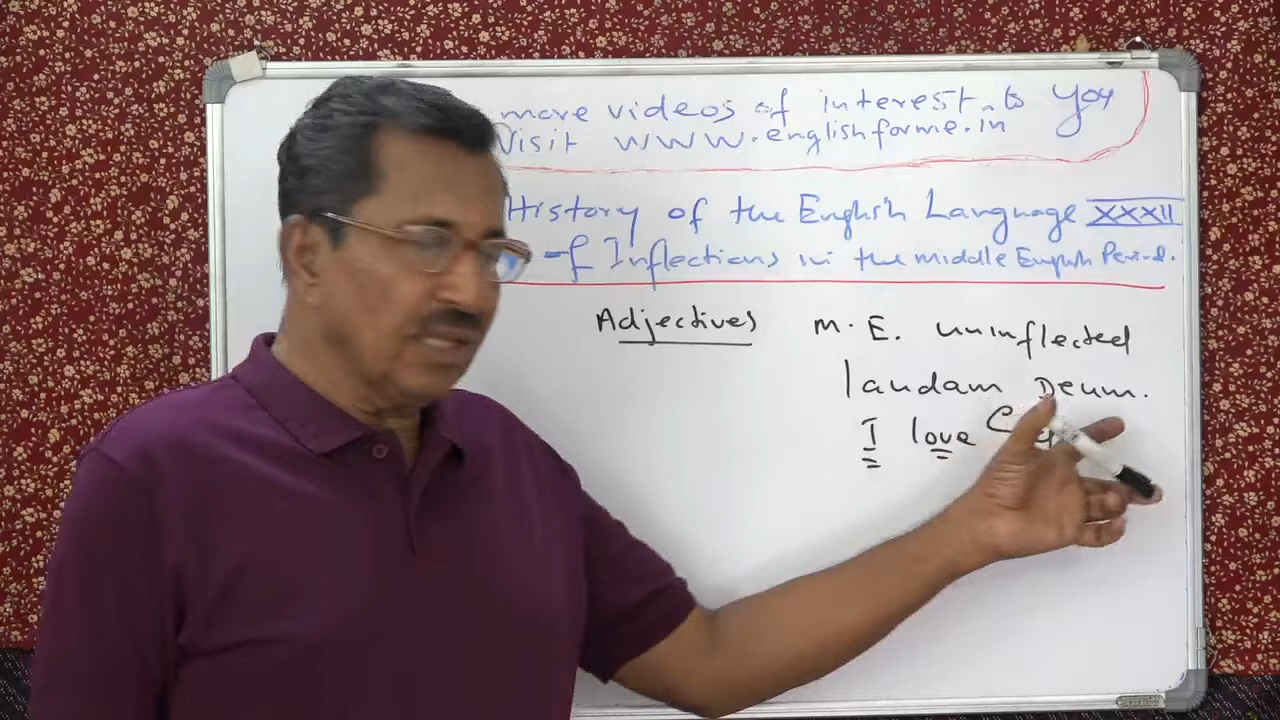 more videos of interest to you
Visit www.englishforme.in
History of the English Language XXXII
of Inflections in the middle English Period.
Adjectives
M. E. uninflected
laudam Deum.
I love